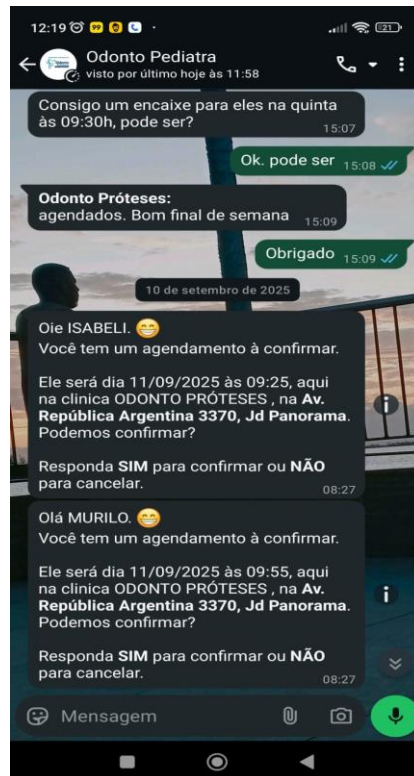 12:19
21
Odonto Pediatra
visto por último hoje às 11:58
Consigo um encaixe para eles na quinta
às 09:30h, pode ser?
15:07
Ok. pode ser 15:08
Odonto Próteses:
agendados. Bom final de semana 15:09
Obrigado 15:09
10 de setembro de 2025
Oie ISABELI. 😁
Você tem um agendamento à confirmar.
Ele será dia 11/09/2025 às 09:25, aqui
na clinica ODONTO PRÓTESES , na Av.
República Argentina 3370, Jd Panorama.
Podemos confirmar?
Responda SIM para confirmar ou NÃO
para cancelar.
08:27
Olá MURILO. 😁
Você tem um agendamento à confirmar.
Ele será dia 11/09/2025 às 09:55, aqui
na clinica ODONTO PRÓTESES , na Av.
República Argentina 3370, Jd Panorama.
Podemos confirmar?
Responda SIM para confirmar ou NÃO
para cancelar.
08:27
Mensagem